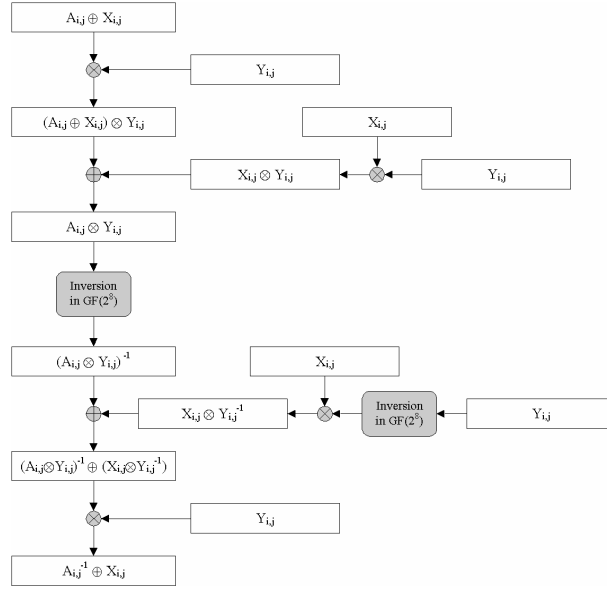 Aᵢ,ⱼ ⊕ Xᵢ,ⱼ
Yᵢ,ⱼ
(Aᵢ,ⱼ ⊕ Xᵢ,ⱼ) ⊗ Yᵢ,ⱼ
Xᵢ,ⱼ
Xᵢ,ⱼ ⊗ Yᵢ,ⱼ
Yᵢ,ⱼ
Aᵢ,ⱼ ⊗ Yᵢ,ⱼ
Inversion
in GF(2⁸)
(Aᵢ,ⱼ ⊗ Yᵢ,ⱼ)⁻¹
Xᵢ,ⱼ
Xᵢ,ⱼ ⊗ Yᵢ,ⱼ⁻¹
Inversion
in GF(2⁸)
Yᵢ,ⱼ
(Aᵢ,ⱼ⊗Yᵢ,ⱼ)⁻¹ ⊕ (Xᵢ,ⱼ⊗Yᵢ,ⱼ⁻¹)
Yᵢ,ⱼ
Aᵢ,ⱼ⁻¹ ⊕ Xᵢ,ⱼ